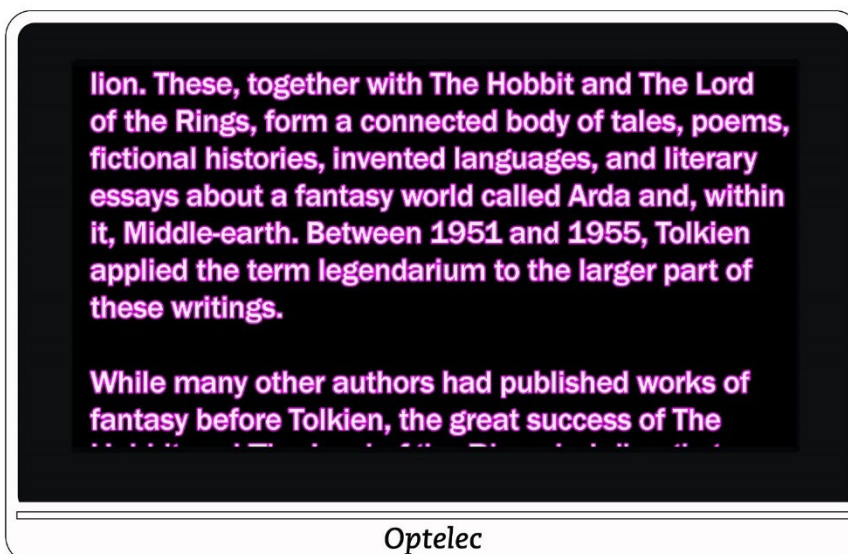 lion. These, together with The Hobbit and The Lord
of the Rings, form a connected body of tales, poems,
fictional histories, invented languages, and literary
essays about a fantasy world called Arda and, within
it, Middle-earth. Between 1951 and 1955, Tolkien
applied the term legendarium to the larger part of
these writings.
While many other authors had published works of
fantasy before Tolkien, the great success of The
Optelec